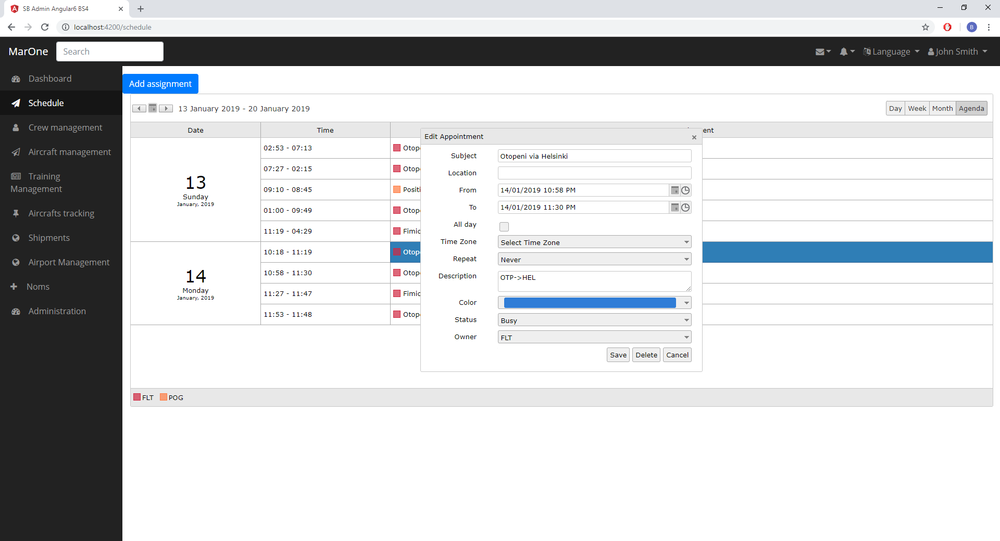 SB Admin Angular6 BS4
localhost:4200/schedule
B
MarOne
Search
Language
John Smith
Dashboard
Schedule
Crew management
Aircraft management
Training
Management
Aircrafts tracking
Shipments
Airport Management
Noms
Administration
Add assignment
13 January 2019 - 20 January 2019
Day Week Month Agenda
Date Time ent
13
Sunday
January, 2019
02:53 - 07:13 Otop
07:27 - 02:15 Otop
09:10 - 08:45 Positi
01:00 - 09:49 Otop
11:19 - 04:29 Fimic
14
Monday
January, 2019
10:18 - 11:19 Otop
10:58 - 11:30 Otop
11:27 - 11:47 Fimic
11:53 - 11:48 Otop
FLT POG
Edit Appointment
Subject Otopeni via Helsinki
Location
From 14/01/2019 10:58 PM
To 14/01/2019 11:30 PM
All day
Time Zone Select Time Zone
Repeat Never
Description OTP->HEL
Color
Status Busy
Owner FLT
Save Delete Cancel